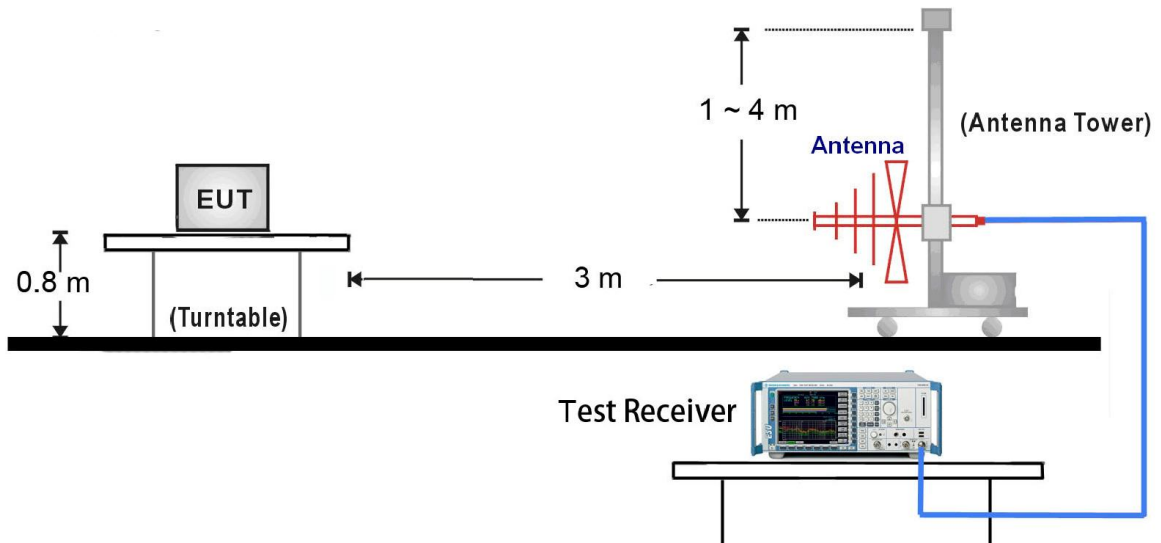 1 ~ 4 m
(Antenna Tower)
Antenna
EUT
0.8 m
3 m
(Turntable)
Test Receiver